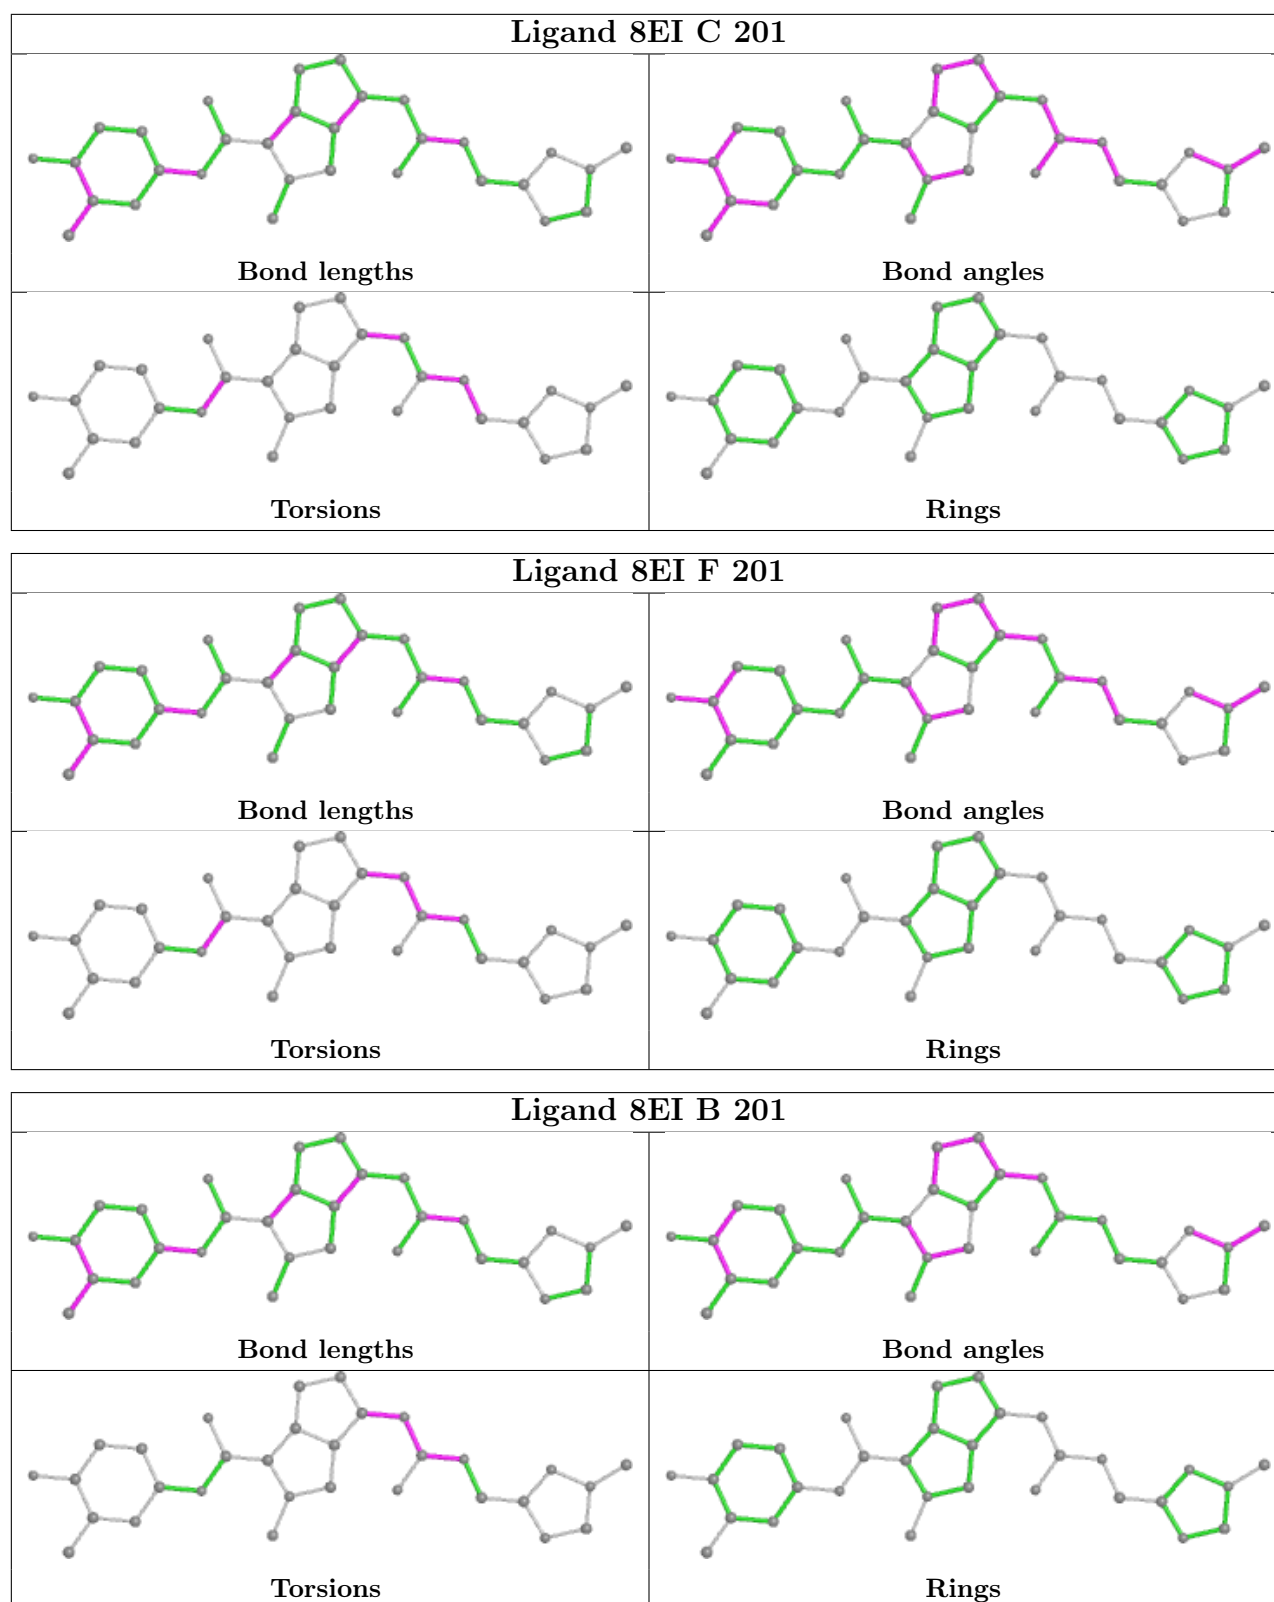 Ligand 8EI C 201
Bond lengths
Bond angles
Torsions
Rings
Ligand 8EI F 201
Bond lengths
Bond angles
Torsions
Rings
Ligand 8EI B 201
Bond lengths
Bond angles
Torsions
Rings